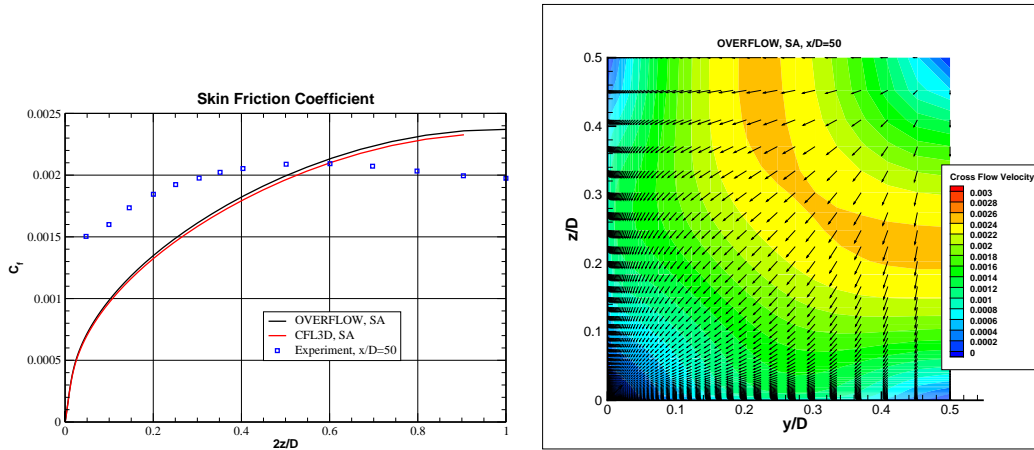 Skin Friction Coefficient
0.0025
0.002
0.0015
0.001
0.0005
0
C_f
0 0.2 0.4 0.6 0.8 1
2z/D
OVERFLOW, SA
CFL3D, SA
Experiment, x/D=50
OVERFLOW, SA, x/D=50
0.5
0.4
0.3
0.2
0.1
0
z/D
0 0.1 0.2 0.3 0.4 0.5
y/D
Cross Flow Velocity
0.003
0.0028
0.0026
0.0024
0.0022
0.002
0.0018
0.0016
0.0014
0.0012
0.001
0.0008
0.0006
0.0004
0.0002
0